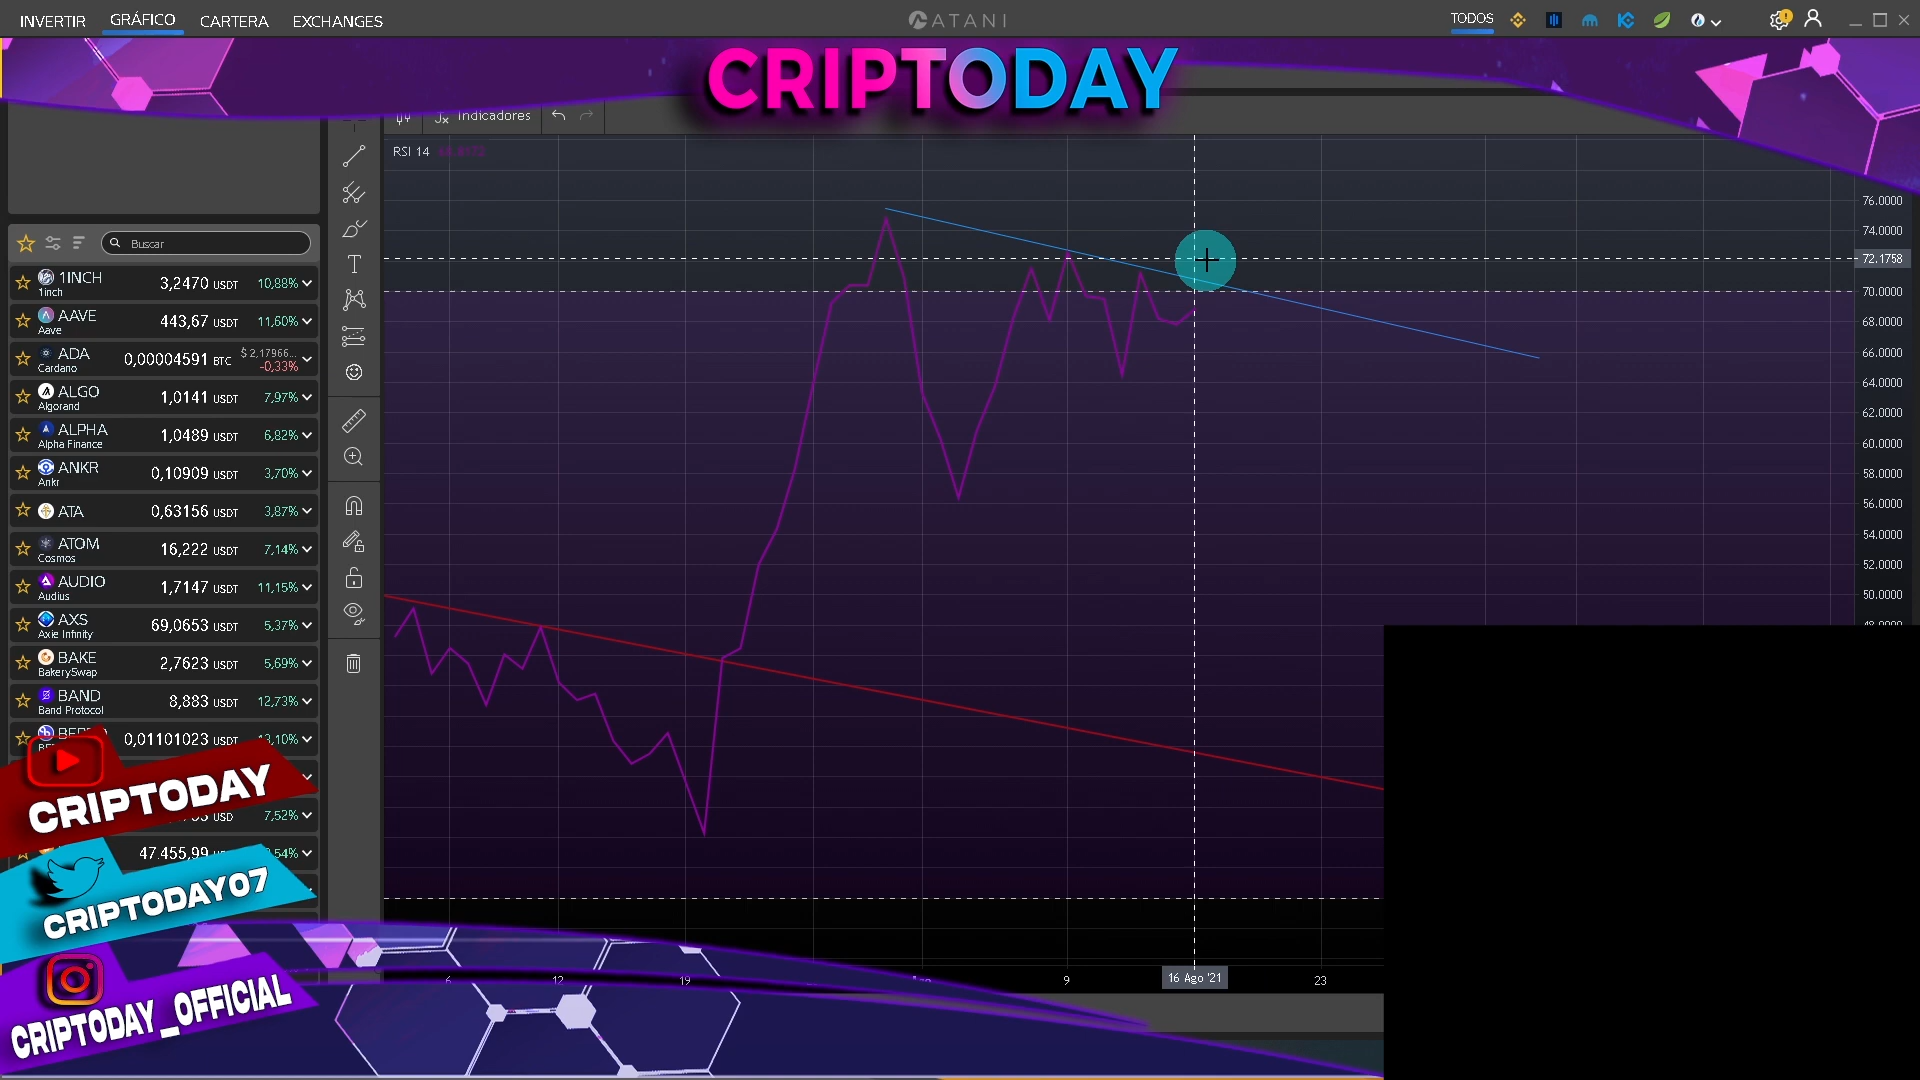 INVERTIR GRÁFICO CARTERA EXCHANGES
ATANI
TODOS
CRIPTODAY
Indicadores
RSI 14
Buscar
1INCH 3,2470 USDT 10,88%
1inch
AAVE 443,67 USDT 11,60%
Aave
ADA 0,00004591 BTC $ 2,17966...
Cardano -0,33%
ALGO 1,0141 USDT 7,97%
Algorand
ALPHA 1,0489 USDT 6,82%
Alpha Finance
ANKR 0,10909 USDT 3,70%
Ankr
ATA 0,63156 USDT 3,87%
ATOM 16,222 USDT 7,14%
Cosmos
AUDIO 1,7147 USDT 11,15%
Audius
AXS 69,0653 USDT 5,37%
Axie Infinity
BAKE 2,7623 USDT 5,69%
BakerySwap
BAND 8,883 USDT 12,73%
Band Protocol
0,01101023 USDT
USD 7,52%
47.455,99
CRIPTODAY
CRIPTODAY07
CRIPTODAY_OFFICIAL
76.0000
74.0000
72.1758
70.0000
68.0000
66.0000
64.0000
62.0000
60.0000
58.0000
56.0000
54.0000
52.0000
50.0000
48.0000
6 12 19 9 16 Ago '21 23